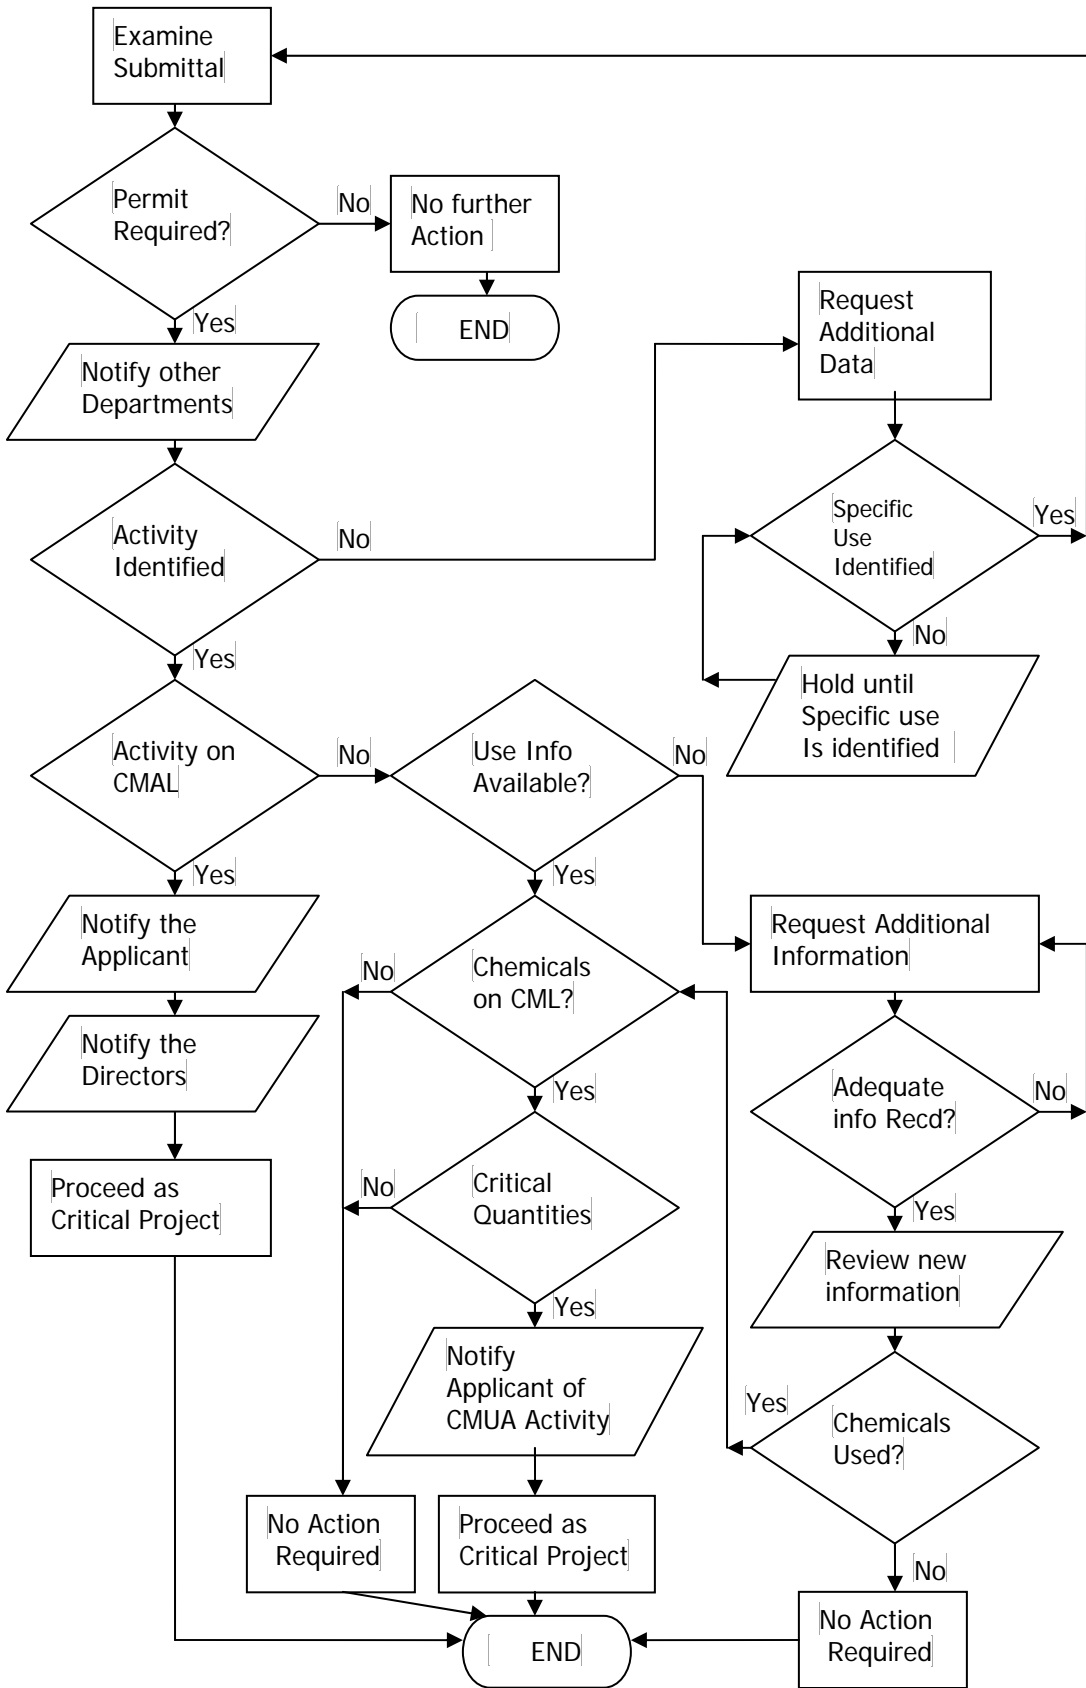 Examine
Submittal
Permit
Required?
No
No further
Action
END
Yes
Notify other
Departments
Request
Additional
Data
Activity
Identified
No
Specific
Use
Identified
Yes
No
Hold until
Specific use
Is identified
Yes
Activity on
CMAL
No
Use Info
Available?
No
Yes
Yes
Notify the
Applicant
No
Chemicals
on CML?
Request Additional
Information
Notify the
Directors
Yes
Adequate
info Recd?
No
Proceed as
Critical Project
No
Critical
Quantities
Yes
Review new
information
Yes
Notify
Applicant of
CMUA Activity
Yes
Chemicals
Used?
No Action
Required
Proceed as
Critical Project
No
No Action
Required
END